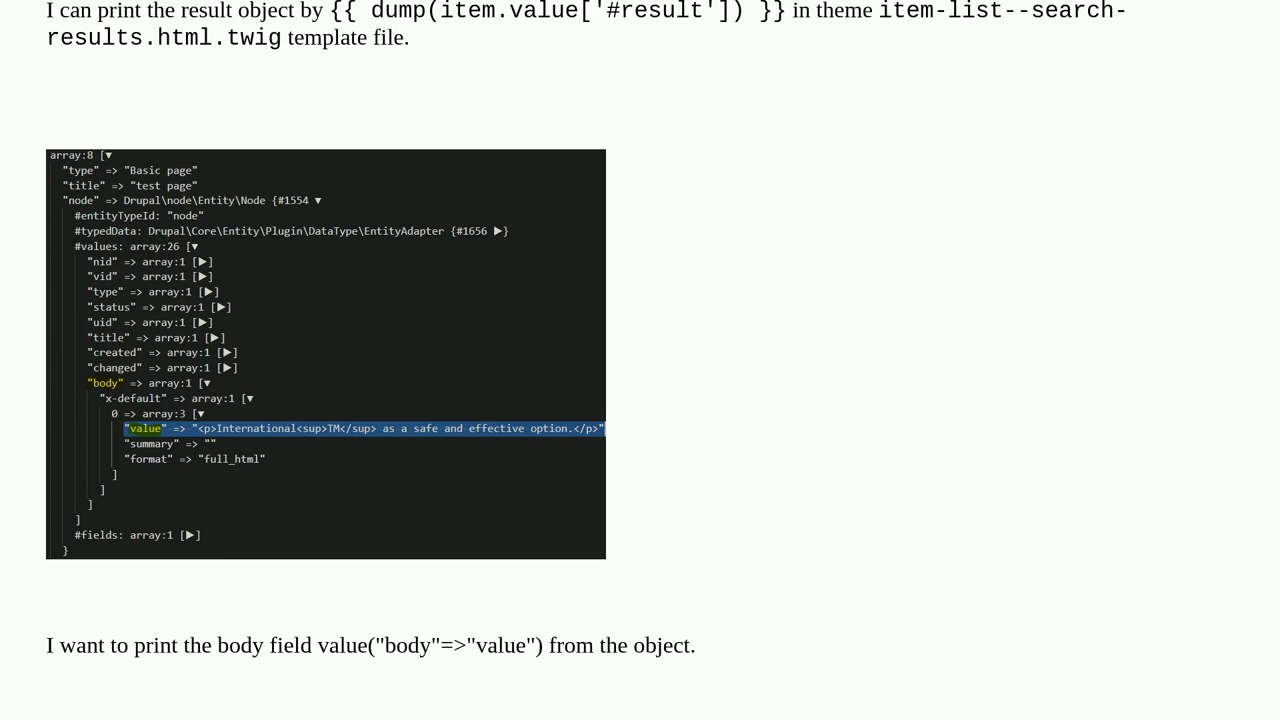 I can print the result object by {{ dump(item.value['#result']) }} in theme item-list--search-
results.html.twig template file.
array:8 [▼
"type" => "Basic page"
"title" => "test page"
"node" => Drupal\node\Entity\Node {#1554 ▼
#entityTypeId: "node"
#typedData: Drupal\Core\Entity\Plugin\DataType\EntityAdapter {#1656 ▶}
#values: array:26 [▼
"nid" => array:1 [▶]
"vid" => array:1 [▶]
"type" => array:1 [▶]
"status" => array:1 [▶]
"uid" => array:1 [▶]
"title" => array:1 [▶]
"created" => array:1 [▶]
"changed" => array:1 [▶]
"body" => array:1 [▼
"x-default" => array:1 [▼
0 => array:3 [▼
"value" => "<p>International<sup>TM</sup> as a safe and effective option.</p>"
"summary" => ""
"format" => "full_html"
]
]
]
]
#fields: array:1 [▶]
}
I want to print the body field value("body"=>"value") from the object.